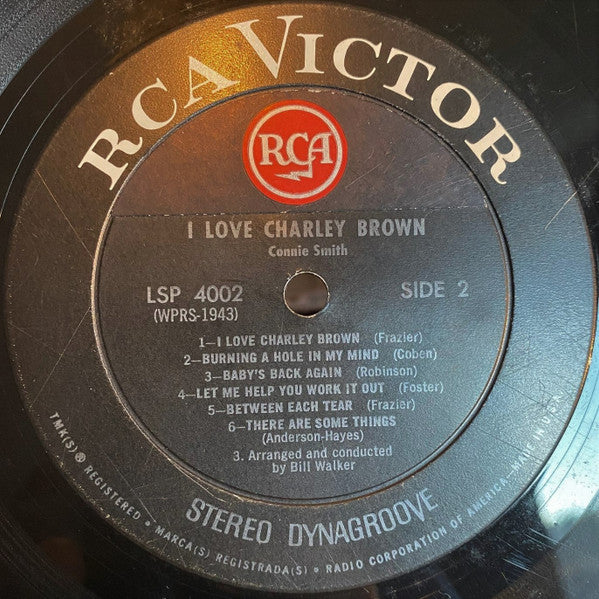 RCA VICTOR
RCA
I LOVE CHARLEY BROWN
Connie Smith
LSP 4002
SIDE 2
(WPRS-1943)
1—I LOVE CHARLEY BROWN (Frazier)
2—BURNING A HOLE IN MY MIND (Coben)
3—BABY'S BACK AGAIN (Robinson)
4—LET ME HELP YOU WORK IT OUT (Foster)
5—BETWEEN EACH TEAR (Frazier)
6—THERE ARE SOME THINGS
(Anderson-Hayes)
3. Arranged and conducted
by Bill Walker
STEREO DYNAGROOVE
TMK(S) ® REGISTERED • MARCA(S) REGISTRADA(S) • RADIO CORPORATION OF AMERICA—MADE IN U.S.A.